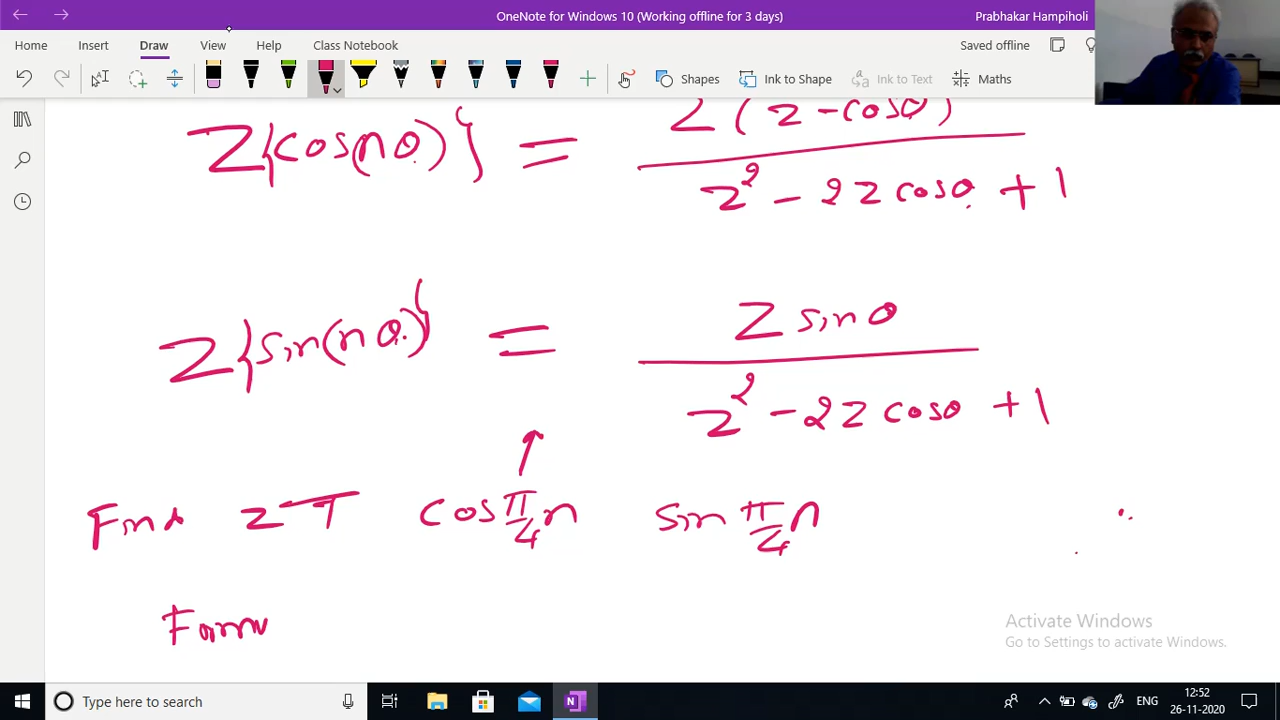 OneNote for Windows 10 (Working offline for 3 days) Prabhakar Hampiholi
Home Insert Draw View Help Class Notebook Saved offline
Shapes Ink to Shape Ink to Text Maths
Z{cos(nθ)} = z(z - cosθ) / z² - 2z cosθ + 1
Z{sin(nθ)} = z sinθ / z² - 2z cosθ + 1
Find ZT cos π/4 n sin π/4 n
Form
Activate Windows
Go to Settings to activate Windows.
Type here to search ENG 12:52
26-11-2020